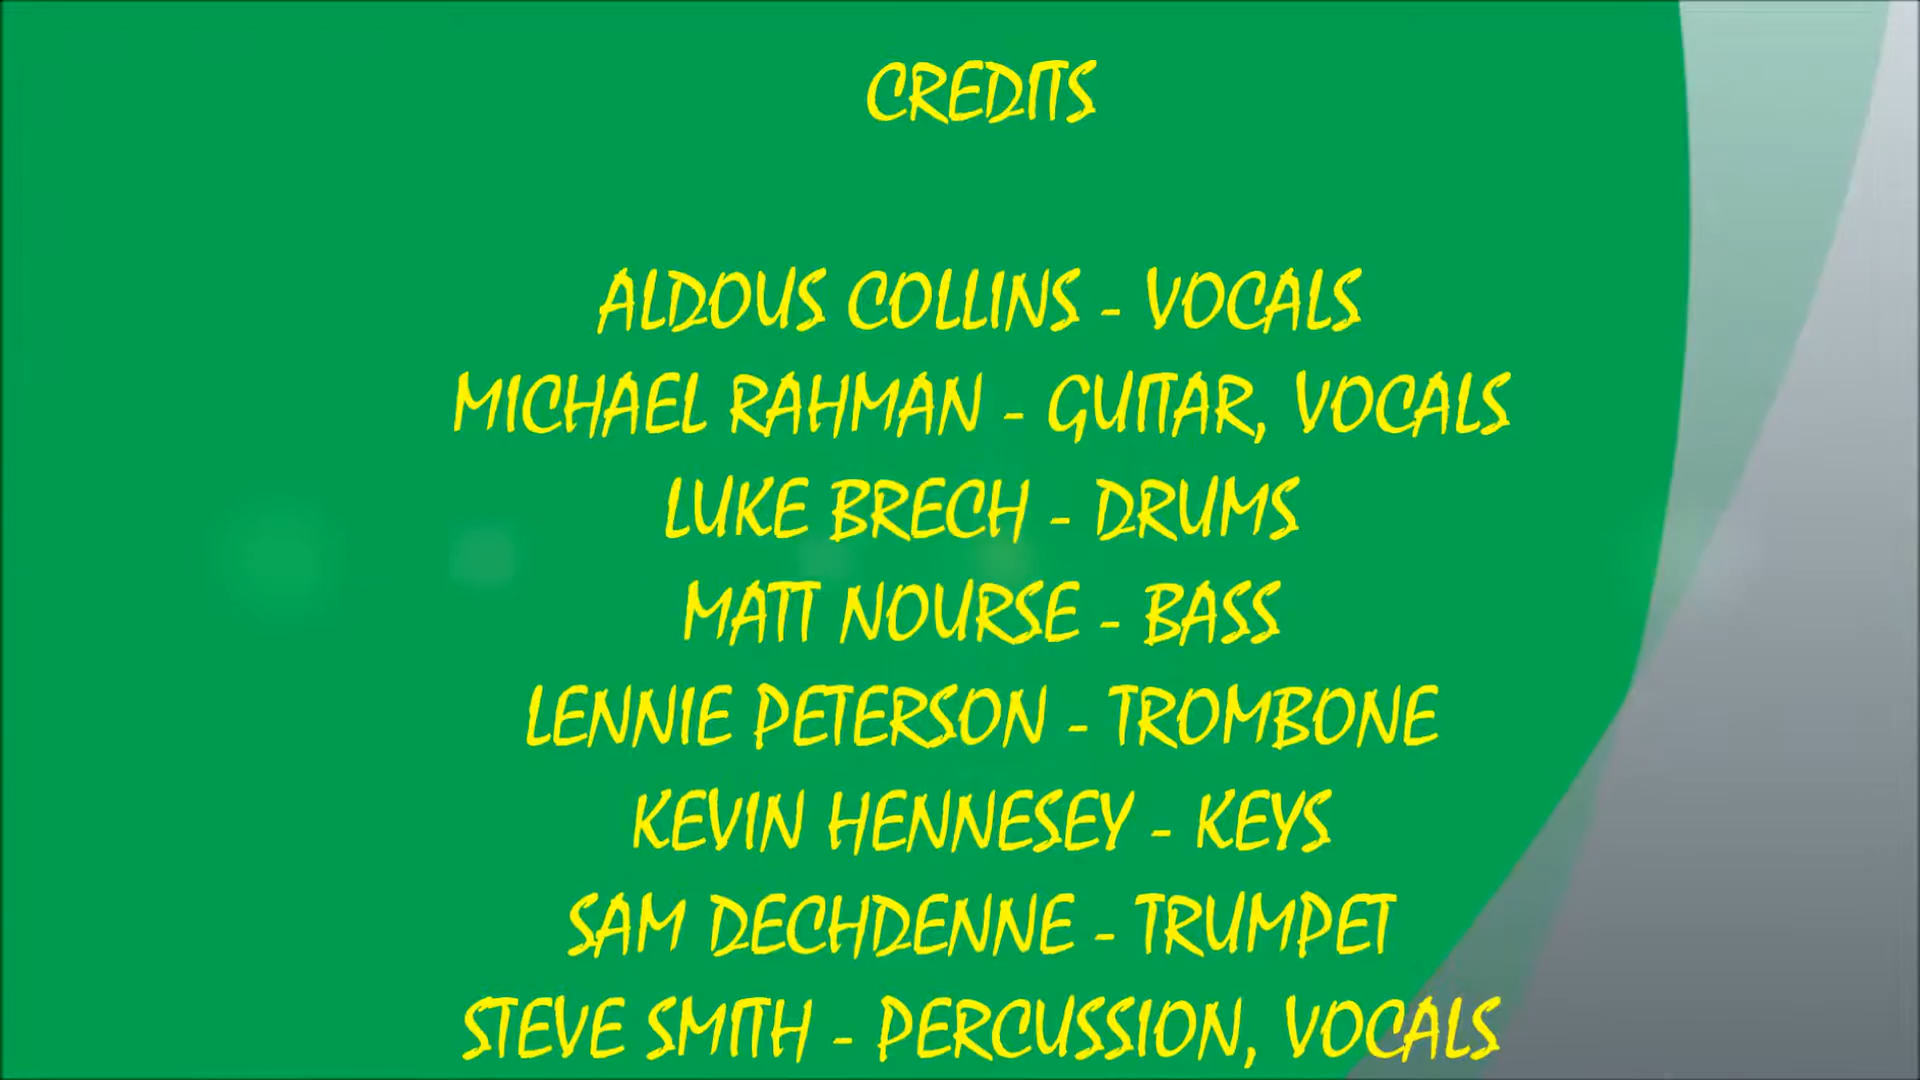 CREDITS
ALDOUS COLLINS - VOCALS
MICHAEL RAHMAN - GUITAR, VOCALS
LUKE BRECH - DRUMS
MATT NOURSE - BASS
LENNIE PETERSON - TROMBONE
KEVIN HENNESEY - KEYS
SAM DECHDENNE - TRUMPET
STEVE SMITH - PERCUSSION, VOCALS